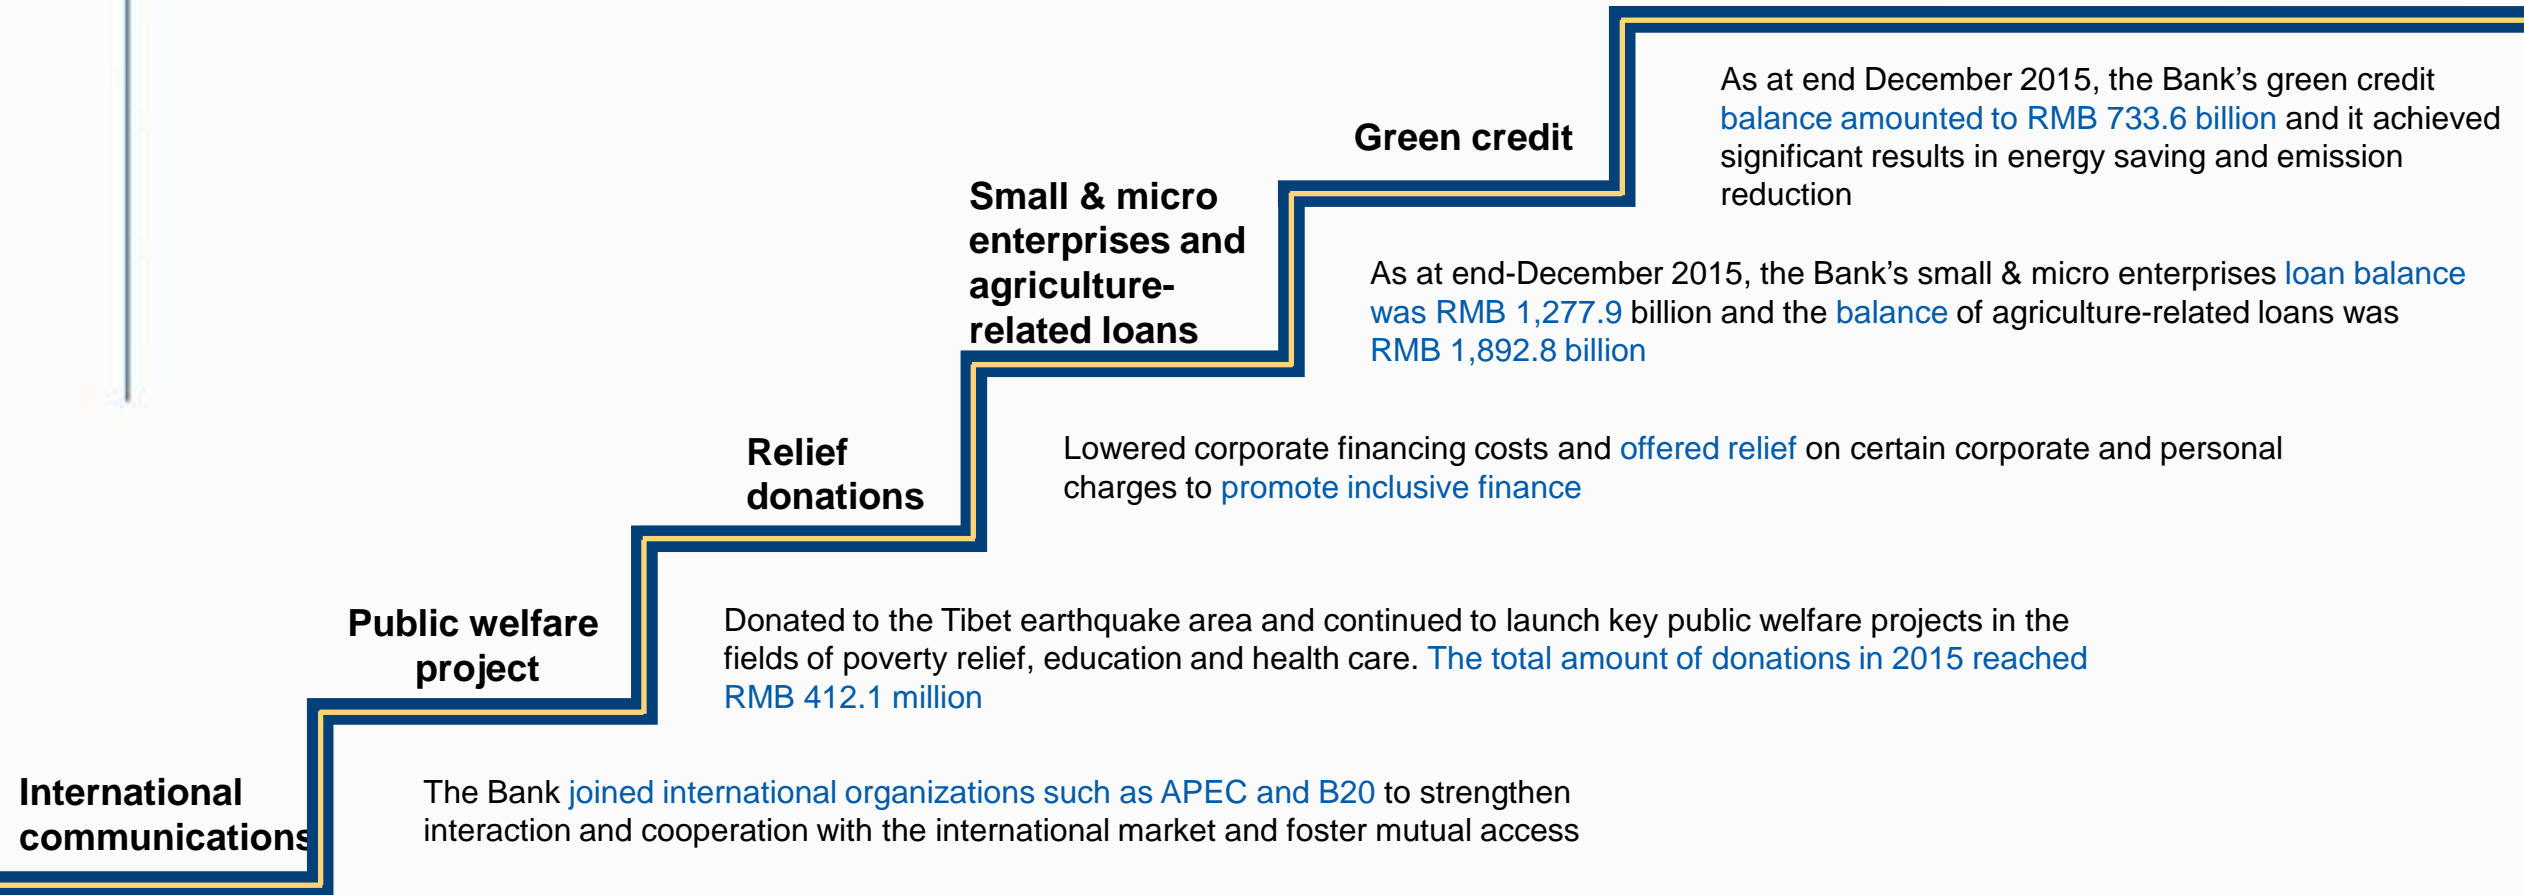 As at end December 2015, the Bank’s green credit
balance amounted to RMB 733.6 billion and it achieved
significant results in energy saving and emission
reduction
Green credit
Small & micro
enterprises and
agriculture-
related loans
As at end-December 2015, the Bank’s small & micro enterprises loan balance
was RMB 1,277.9 billion and the balance of agriculture-related loans was
RMB 1,892.8 billion
Relief
donations
Lowered corporate financing costs and offered relief on certain corporate and personal
charges to promote inclusive finance
Public welfare
project
Donated to the Tibet earthquake area and continued to launch key public welfare projects in the
fields of poverty relief, education and health care. The total amount of donations in 2015 reached
RMB 412.1 million
International
communications
The Bank joined international organizations such as APEC and B20 to strengthen
interaction and cooperation with the international market and foster mutual access